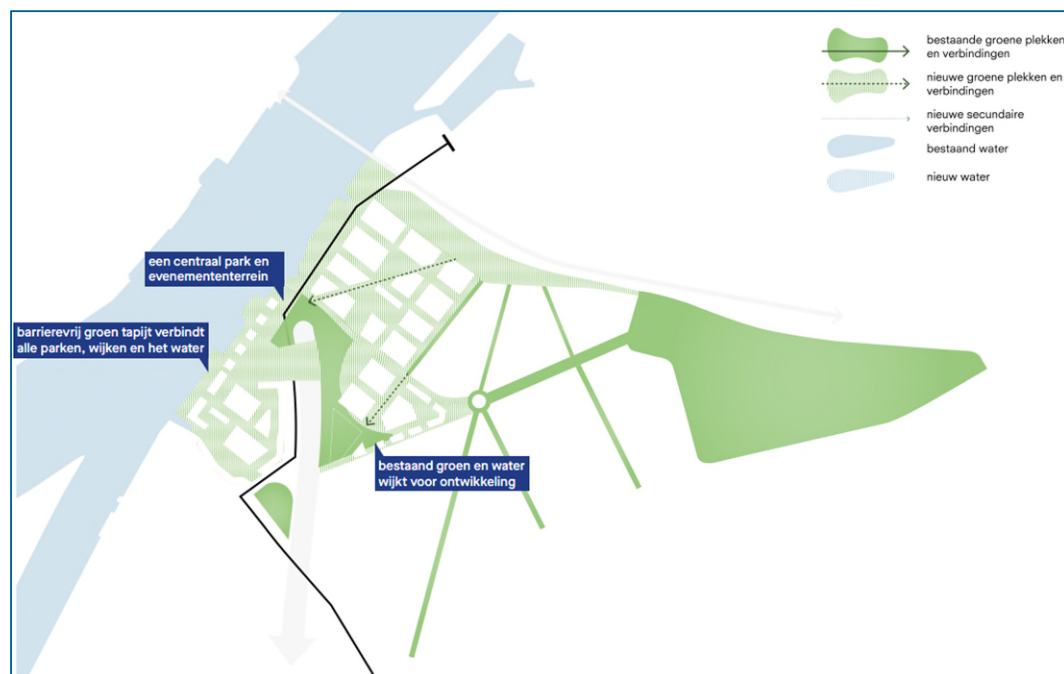 bestaande groene plekken
en verbindingen
nieuwe groene plekken en
verbindingen
nieuwe secundaire
verbindingen
bestaand water
nieuw water
een centraal park en
evenemententerrein
barrierevrij groen tapijt verbindt
alle parken, wijken en het water
bestaand groen en water
wijkt voor ontwikkeling